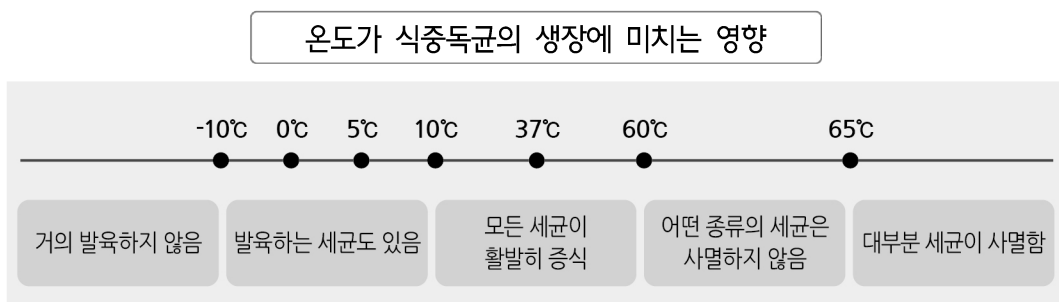 온도가 식중독균의 생장에 미치는 영향
-10℃ 0℃ 5℃ 10℃ 37℃ 60℃ 65℃
거의 발육하지 않음
발육하는 세균도 있음
모든 세균이
활발히 증식
어떤 종류의 세균은
사멸하지 않음
대부분 세균이 사멸함